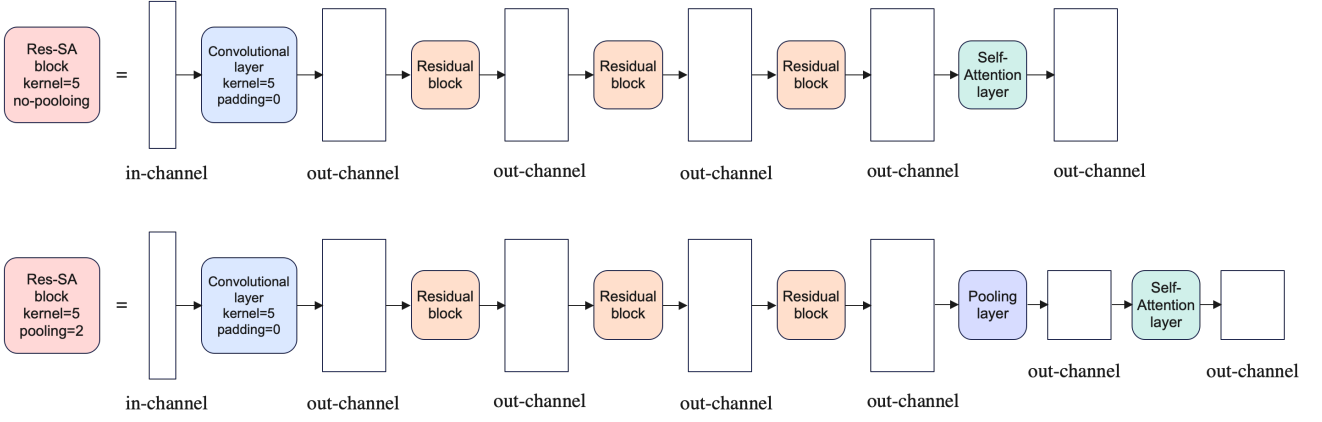 Res-SA
block
kernel=5
no-pooloing
=
Convolutional
layer
kernel=5
padding=0
Residual
block
Residual
block
Residual
block
Self-
Attention
layer
in-channel
out-channel
out-channel
out-channel
out-channel
out-channel
Res-SA
block
kernel=5
pooling=2
=
Convolutional
layer
kernel=5
padding=0
Residual
block
Residual
block
Residual
block
Pooling
layer
Self-
Attention
layer
in-channel
out-channel
out-channel
out-channel
out-channel
out-channel
out-channel